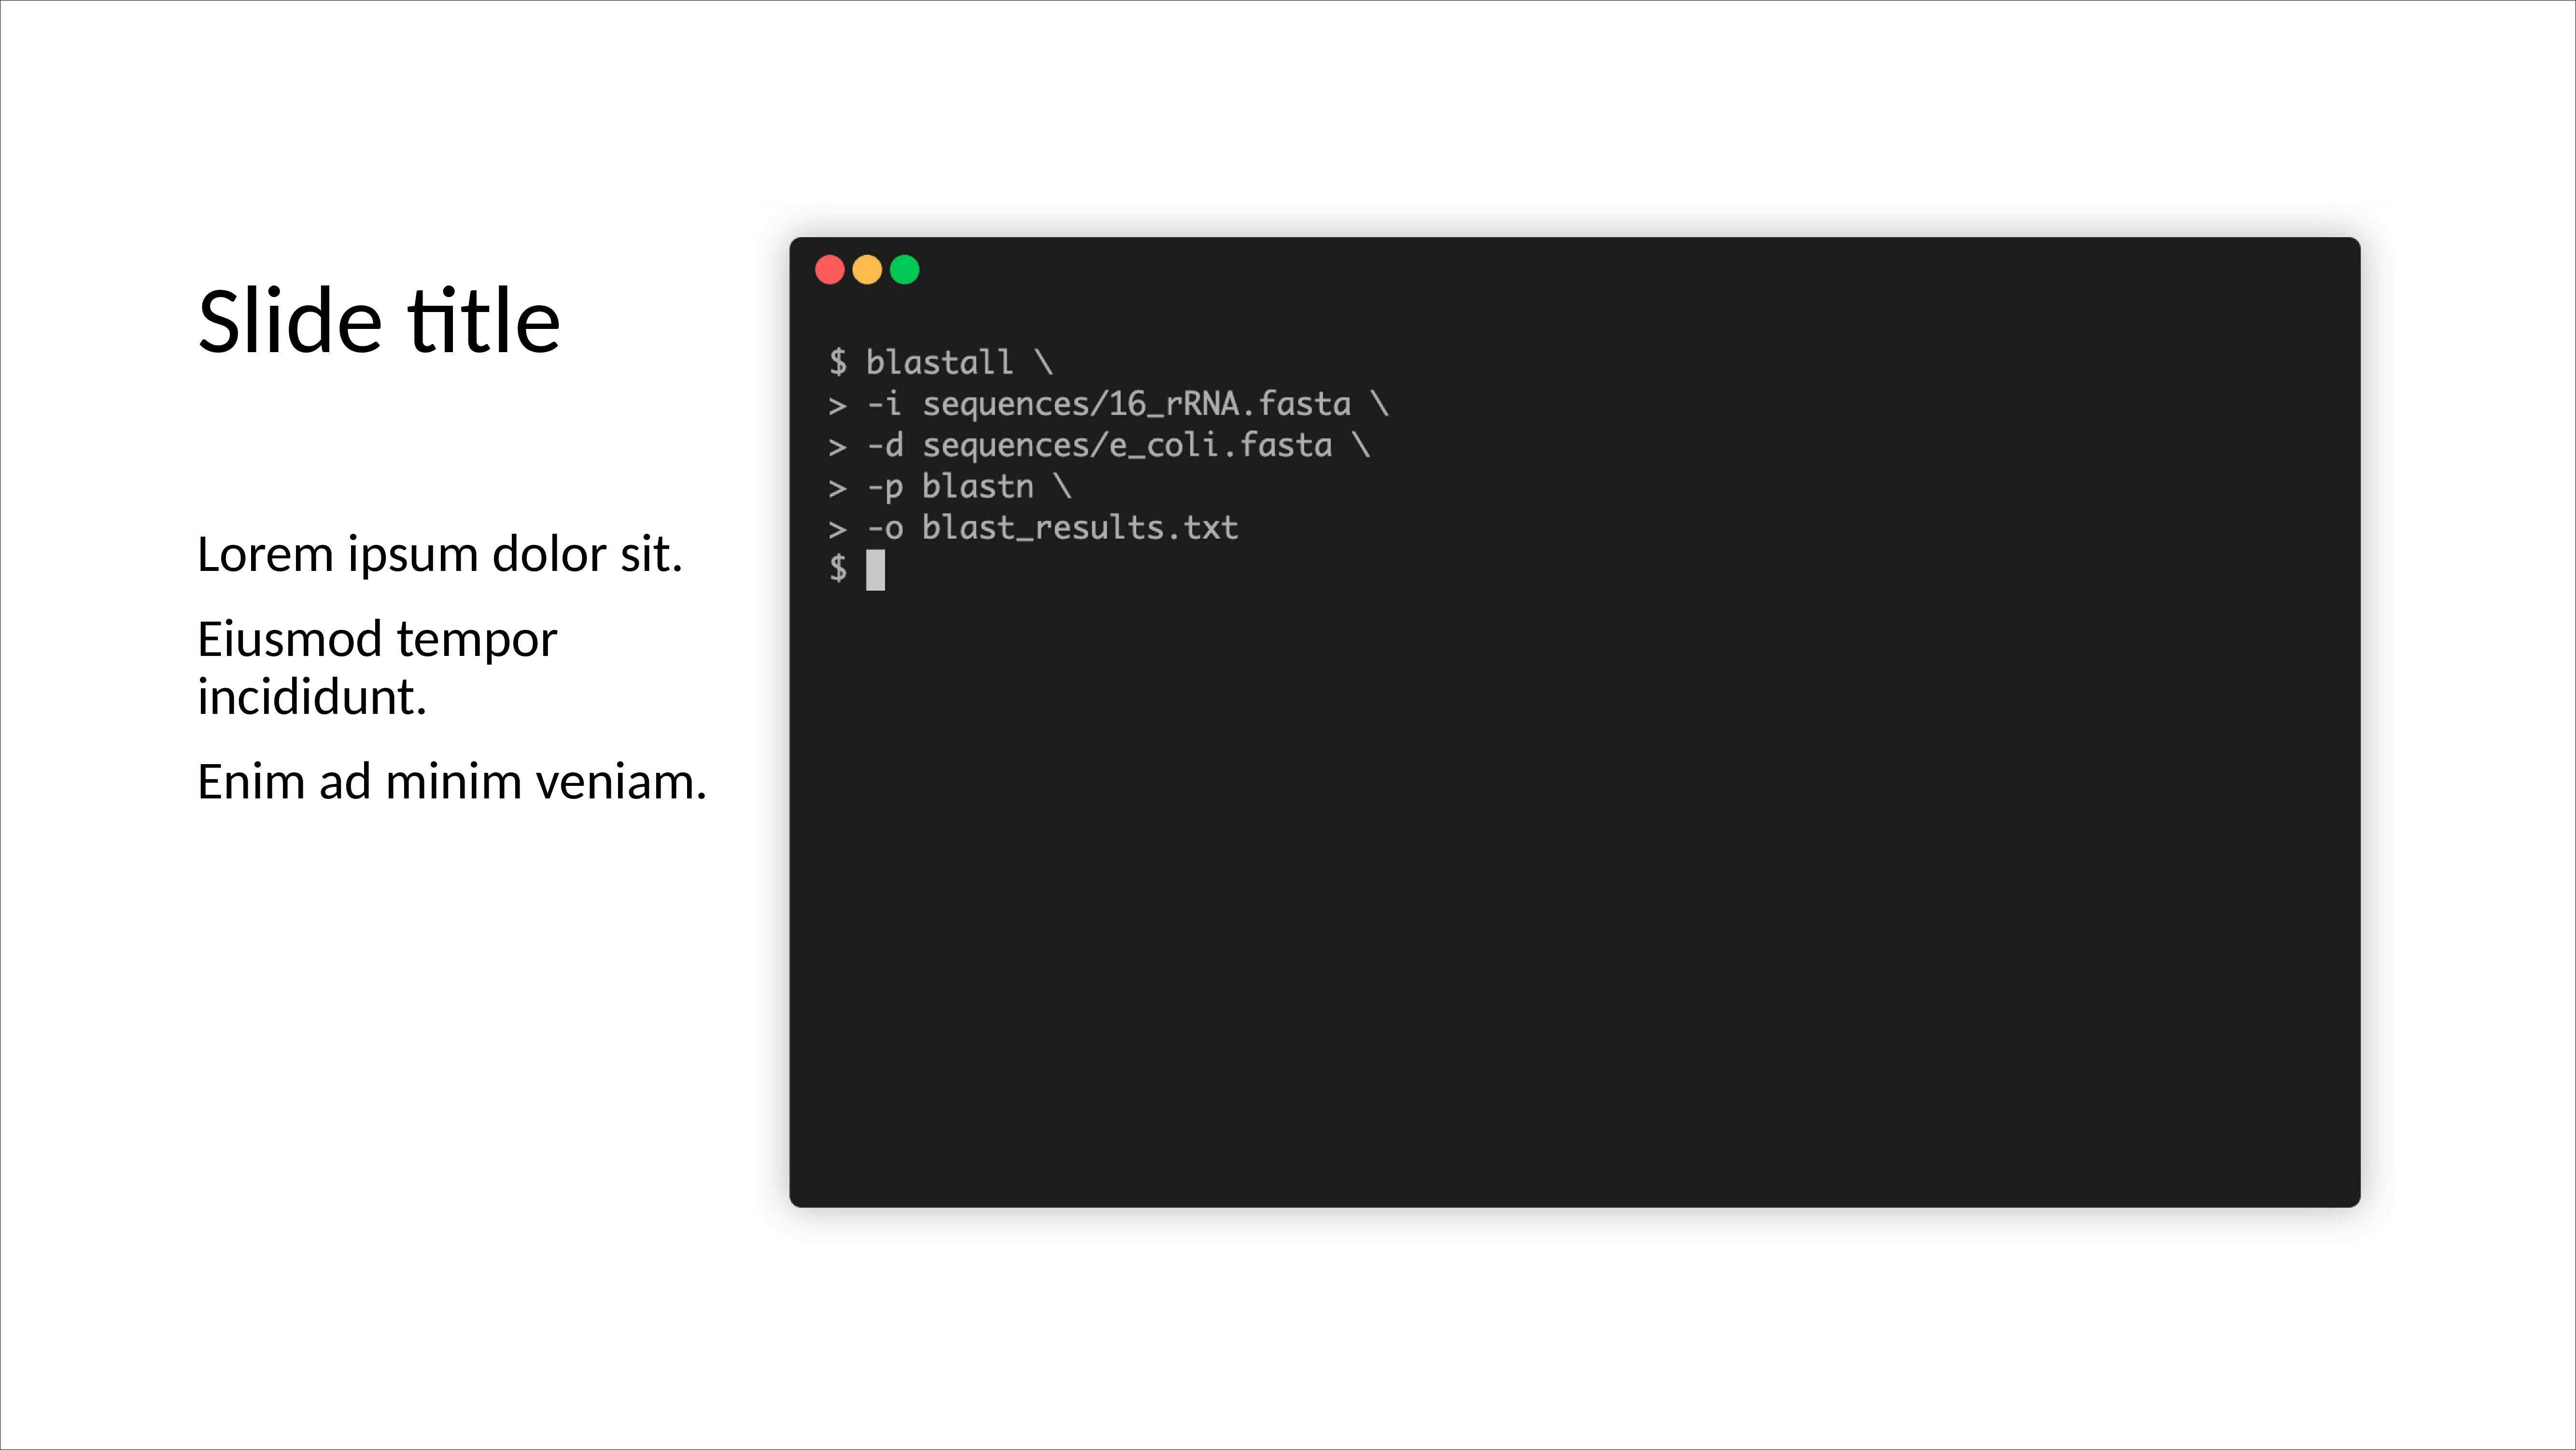 Slide title
Lorem ipsum dolor sit.
Eiusmod tempor
incididunt.
Enim ad minim veniam.
$ blastall \
> -i sequences/16_rRNA.fasta \
> -d sequences/e_coli.fasta \
> -p blastn \
> -o blast_results.txt
$